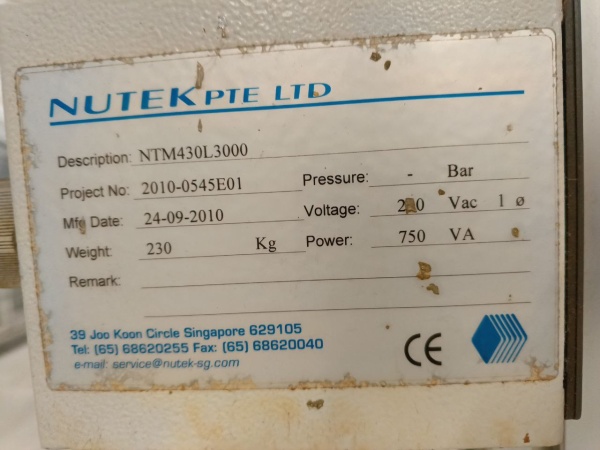 NUTEK PTE LTD
Description: NTM430L3000
Project No: 2010-0545E01 Pressure: - Bar
Mfg Date: 24-09-2010 Voltage: Vac 1 ø
Weight: 230 Kg Power: 750 VA
Remark:
39 Joo Koon Circle Singapore 629105
Tel: (65) 68620255 Fax: (65) 68620040
e-mail: service@nutek-sg.com
CE